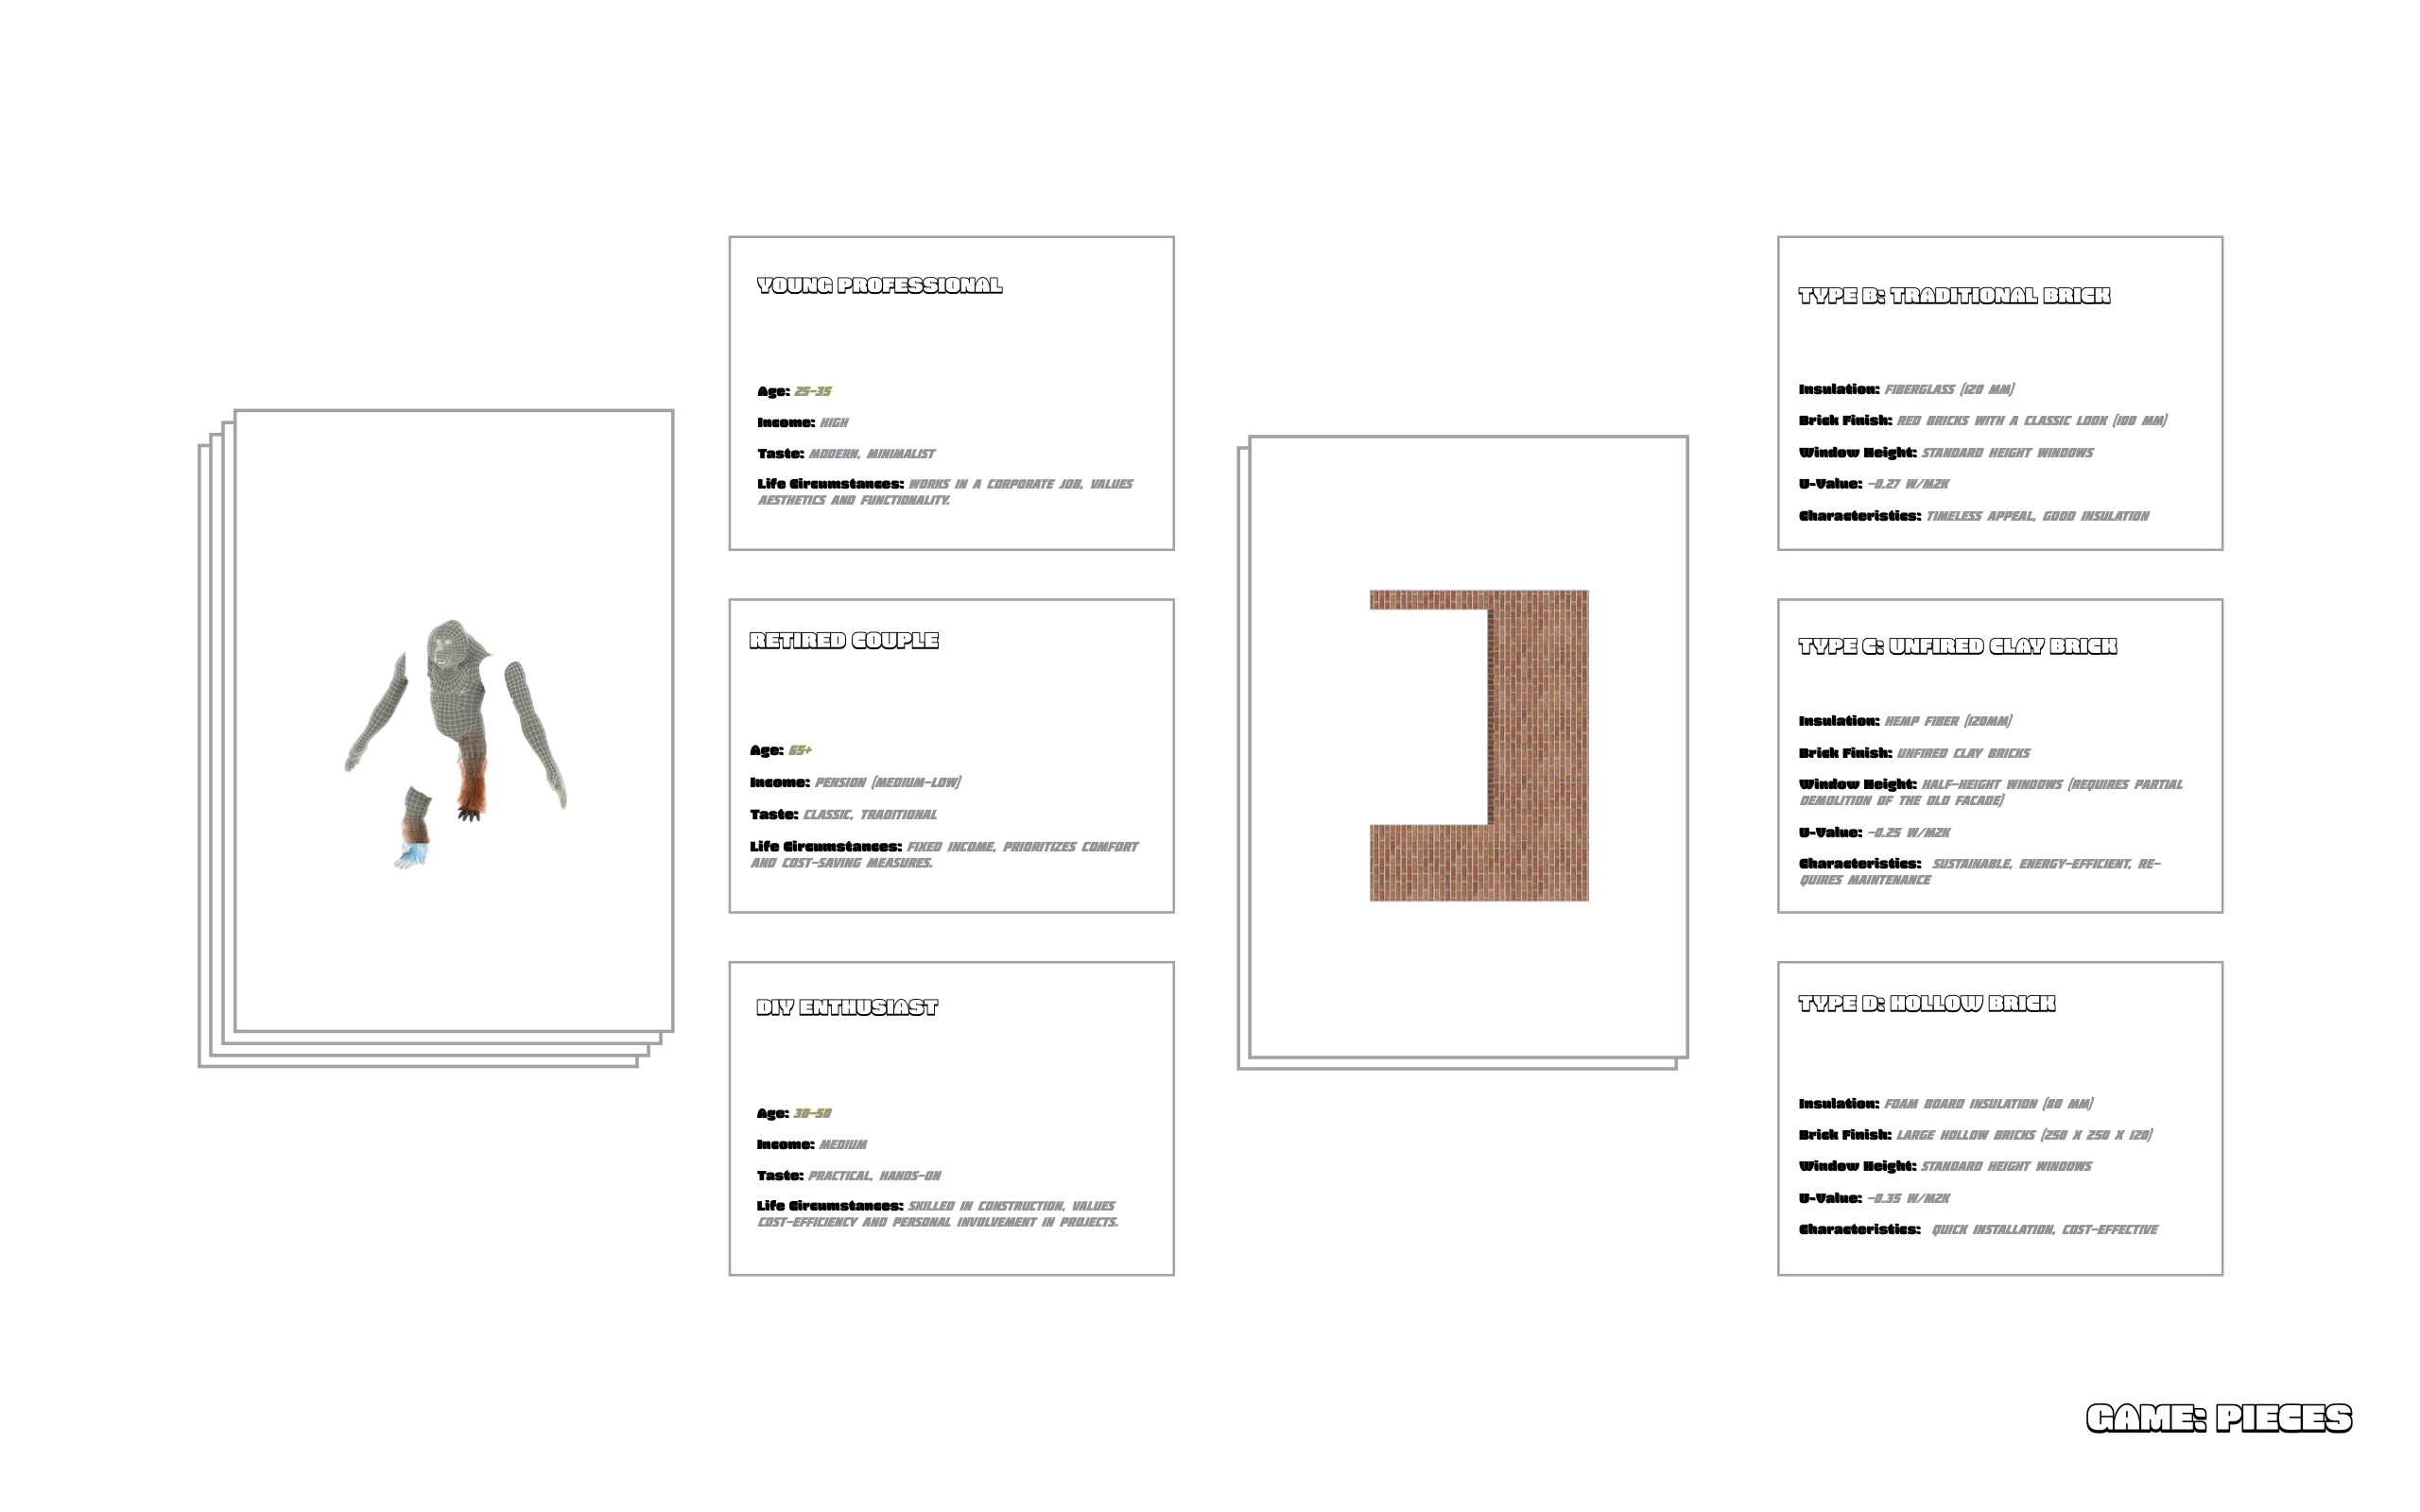 YOUNG PROFESSIONAL
Age: 25-35
Income: HIGH
Taste: MODERN, MINIMALIST
Life Circumstances: WORKS IN A CORPORATE JOB, VALUES
AESTHETICS AND FUNCTIONALITY.
RETIRED COUPLE
Age: 65+
Income: PENSION (MEDIUM-LOW)
Taste: CLASSIC, TRADITIONAL
Life Circumstances: FIXED INCOME, PRIORITIZES COMFORT
AND COST-SAVING MEASURES.
DIY ENTHUSIAST
Age: 30-50
Income: MEDIUM
Taste: PRACTICAL, HANDS-ON
Life Circumstances: SKILLED IN CONSTRUCTION, VALUES
COST-EFFICIENCY AND PERSONAL INVOLVEMENT IN PROJECTS.
TYPE B: TRADITIONAL BRICK
Insulation: FIBERGLASS (120 MM)
Brick Finish: RED BRICKS WITH A CLASSIC LOOK (100 MM)
Window Height: STANDARD HEIGHT WINDOWS
U-Value: -0.27 W/M2K
Characteristics: TIMELESS APPEAL, GOOD INSULATION
TYPE C: UNFIRED CLAY BRICK
Insulation: HEMP FIBER (120MM)
Brick Finish: UNFIRED CLAY BRICKS
Window Height: HALF-HEIGHT WINDOWS (REQUIRES PARTIAL
DEMOLITION OF THE OLD FACADE)
U-Value: -0.25 W/M2K
Characteristics: SUSTAINABLE, ENERGY-EFFICIENT, RE-
QUIRES MAINTENANCE
TYPE D: HOLLOW BRICK
Insulation: FOAM BOARD INSULATION (80 MM)
Brick Finish: LARGE HOLLOW BRICKS (250 X 250 X 120)
Window Height: STANDARD HEIGHT WINDOWS
U-Value: -0.35 W/M2K
Characteristics: QUICK INSTALLATION, COST-EFFECTIVE
GAME: PIECES